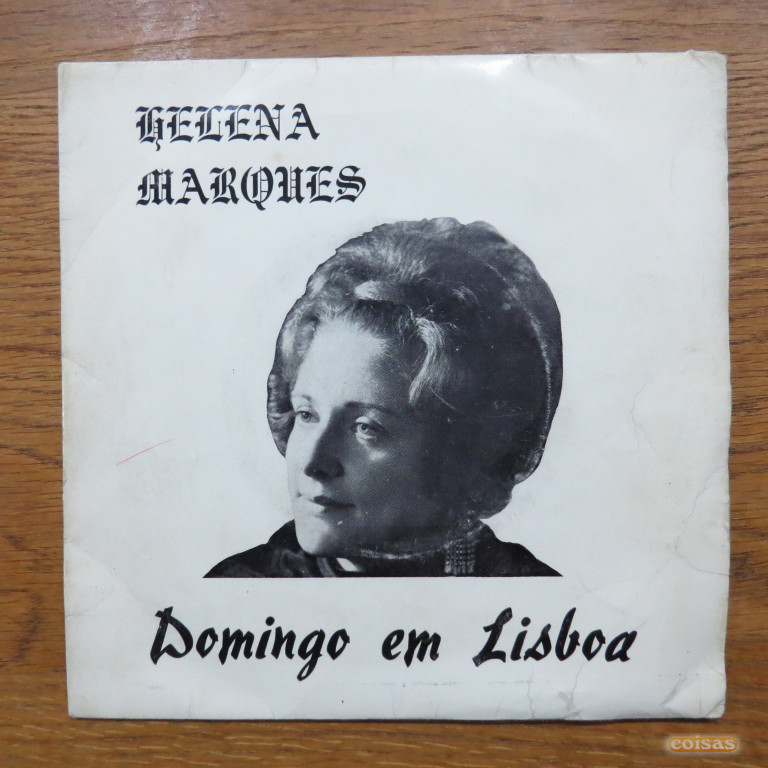 HELENA
MARQUES
Domingo em Lisboa
coisas